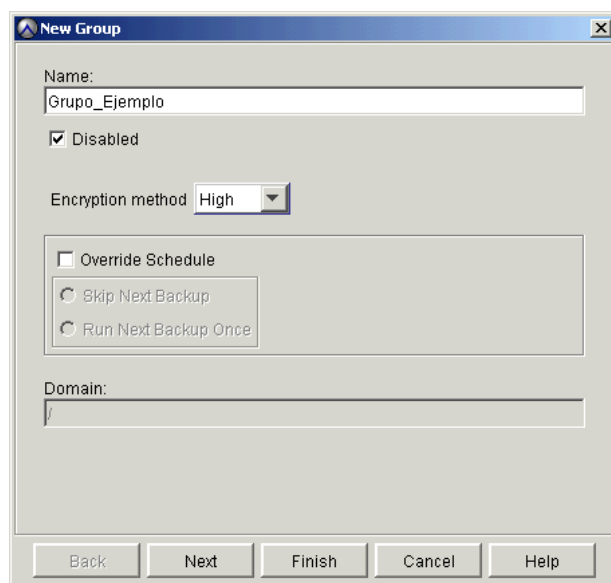 New Group
Name:
Grupo_Ejemplo
Disabled
Encryption method High
Override Schedule
Skip Next Backup
Run Next Backup Once
Domain:
/
Back Next Finish Cancel Help